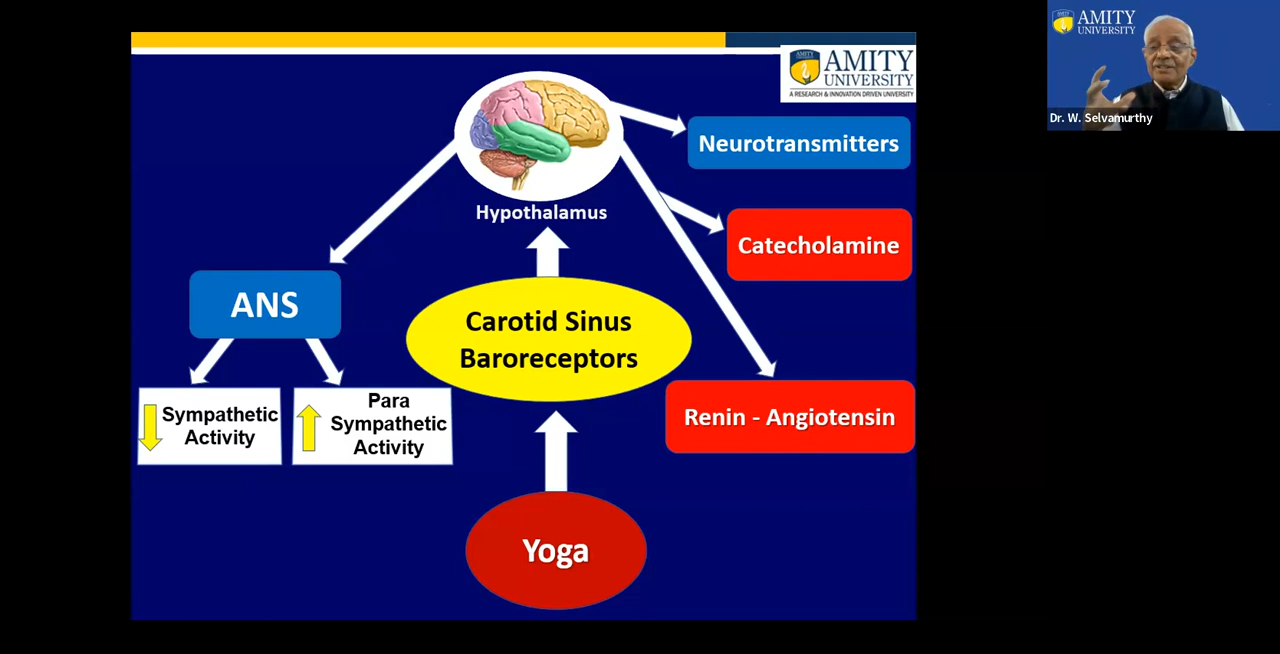 AMITY
UNIVERSITY
A RESEARCH & INNOVATION DRIVEN UNIVERSITY
Neurotransmitters
Hypothalamus
Catecholamine
ANS
Carotid Sinus
Baroreceptors
Sympathetic
Activity
Para
Sympathetic
Activity
Renin - Angiotensin
Yoga
AMITY
UNIVERSITY
Dr. W. Selvamurthy